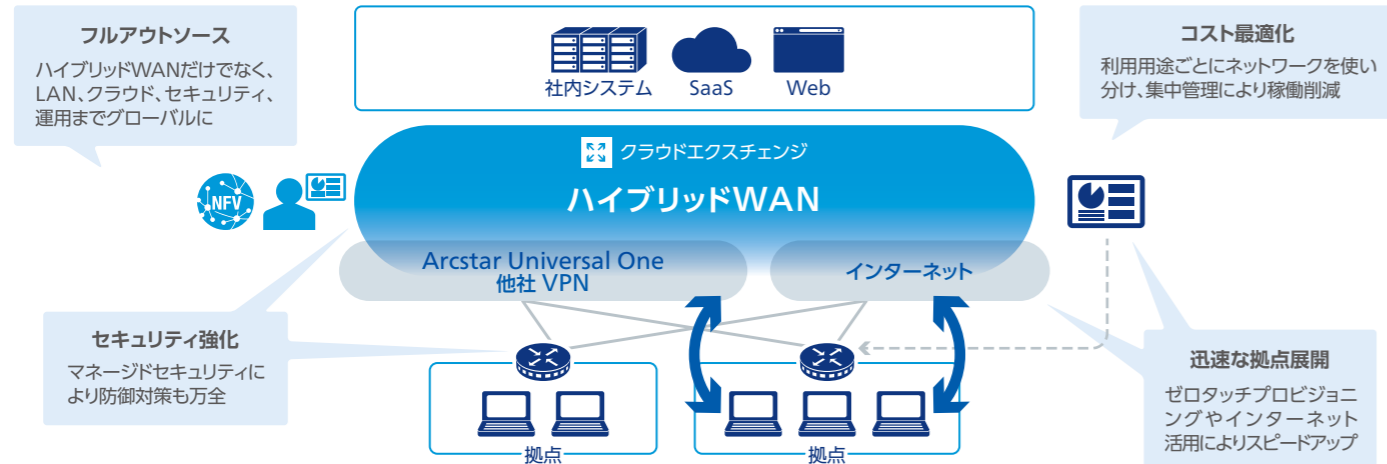 フルアウトソース
ハイブリッドWANだけでなく、
LAN、クラウド、セキュリティ、
運用までグローバルに
社内システム SaaS Web
コスト最適化
利用用途ごとにネットワークを使い
分け、集中管理により稼働削減
クラウドエクスチェンジ
ハイブリッドWAN
NFV
Arcstar Universal One
他社 VPN
インターネット
セキュリティ強化
マネージドセキュリティに
より防御対策も万全
迅速な拠点展開
ゼロタッチプロビジョニ
ングやインターネット
活用によりスピードアップ
拠点
拠点